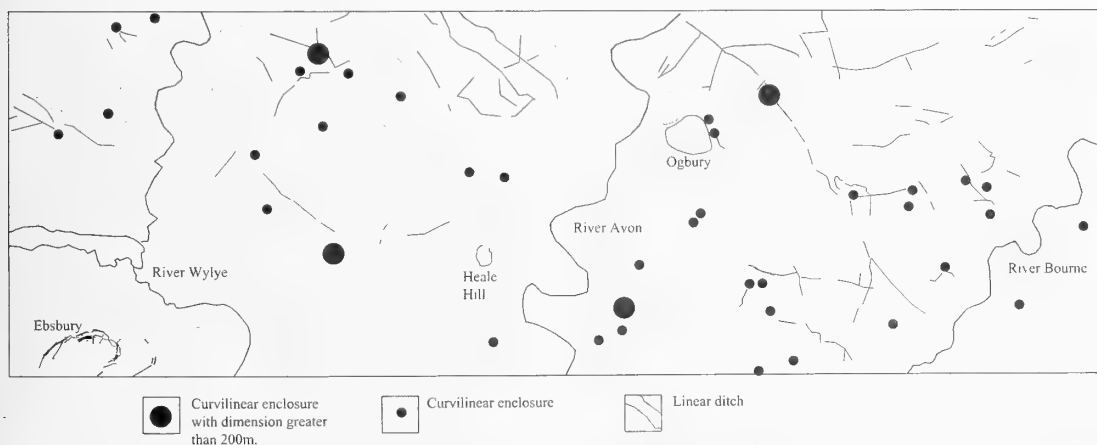 Ogbury
River Avon
River Wylye
Heale
Hill
River Bourne
Ebsbury
Curvilinear enclosure
with dimension greater
than 200m.
Curvilinear enclosure
Linear ditch